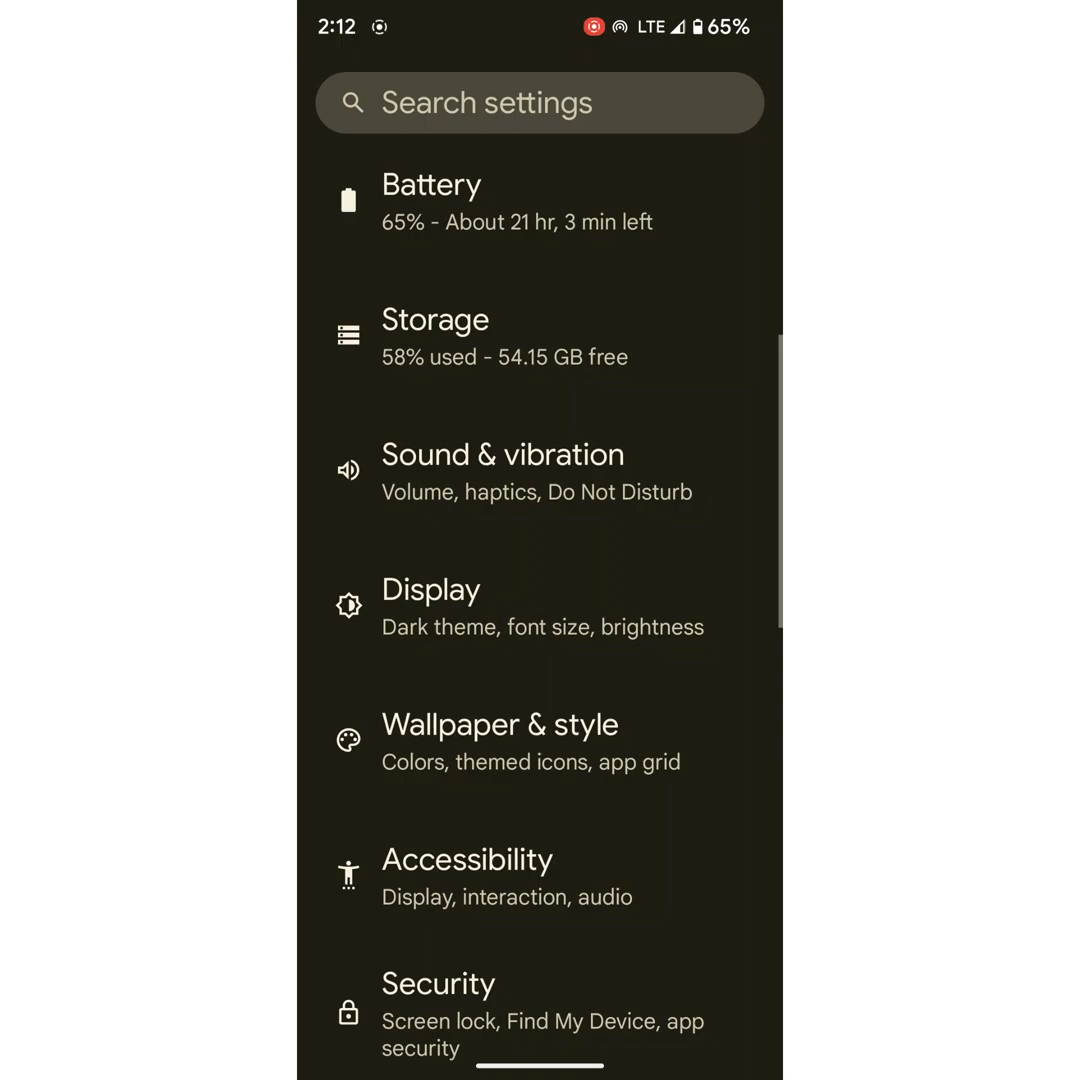 2:12 LTE 65%
Search settings
Battery
65% - About 21 hr, 3 min left
Storage
58% used - 54.15 GB free
Sound & vibration
Volume, haptics, Do Not Disturb
Display
Dark theme, font size, brightness
Wallpaper & style
Colors, themed icons, app grid
Accessibility
Display, interaction, audio
Security
Screen lock, Find My Device, app
security